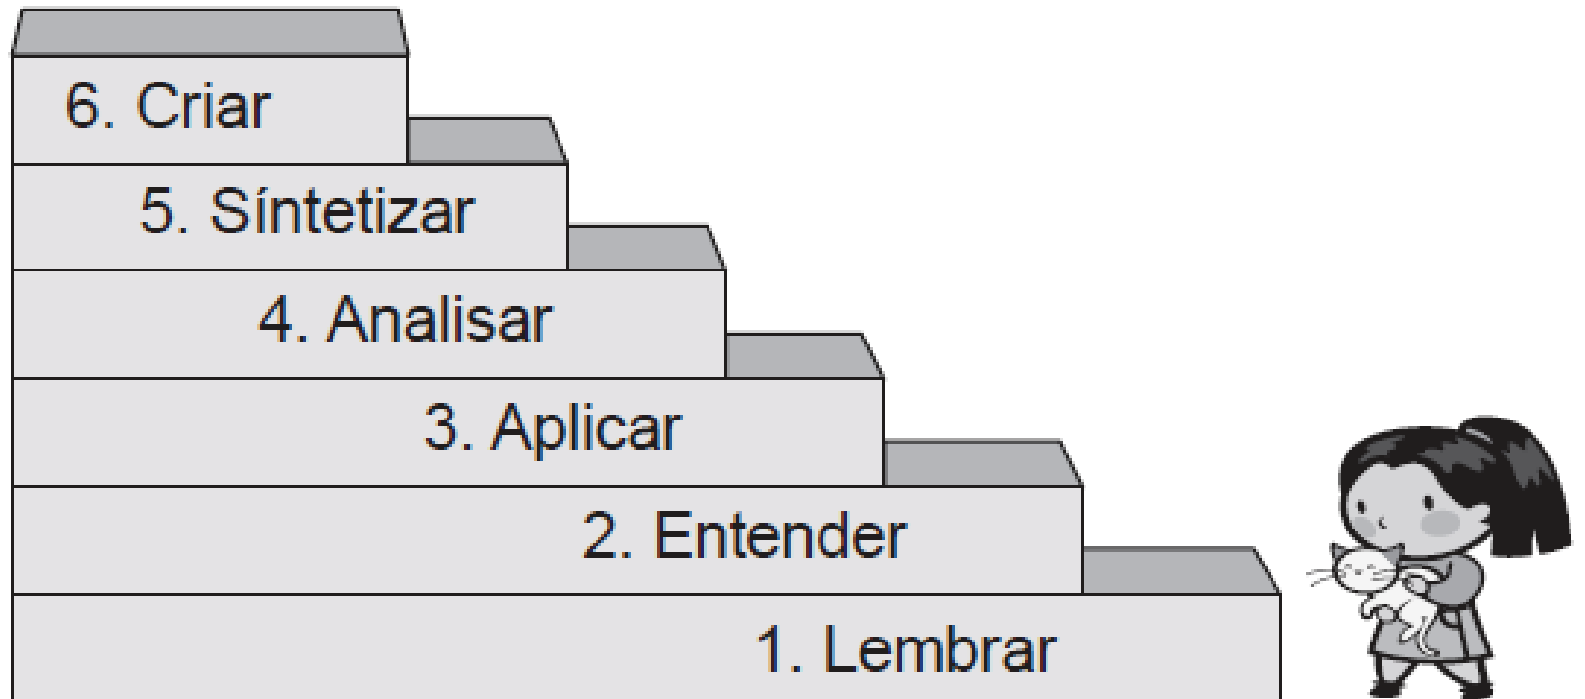 6. Criar
5. Síntetizar
4. Analisar
3. Aplicar
2. Entender
1. Lembrar